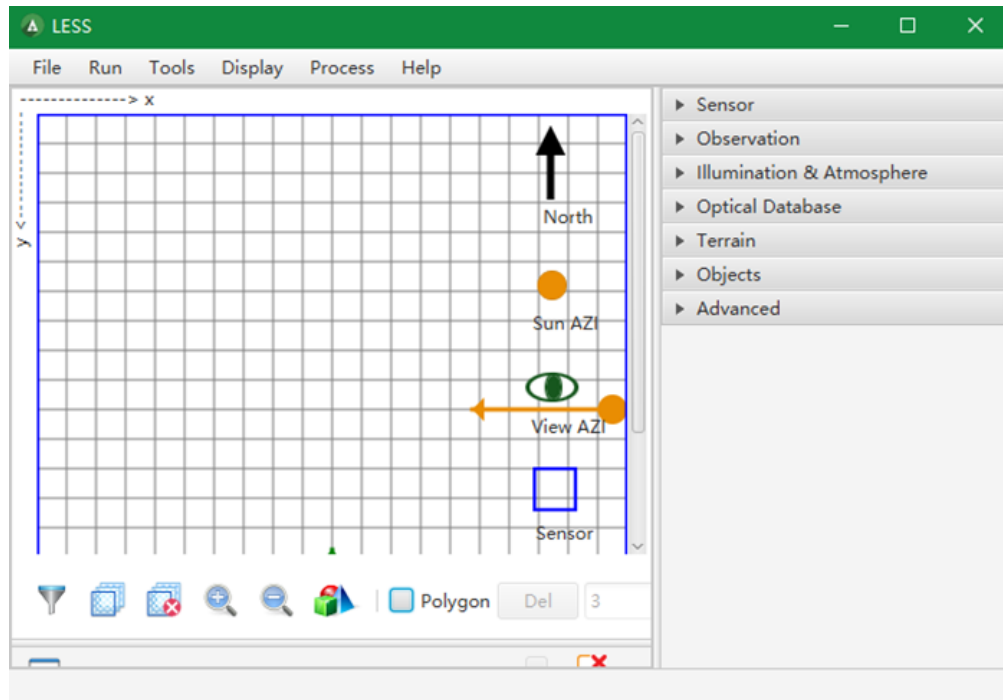 LESS
File Run Tools Display Process Help
--------------> x
y <--------------
North
Sun AZI
View AZI
Sensor
Polygon Del 3
Sensor
Observation
Illumination & Atmosphere
Optical Database
Terrain
Objects
Advanced